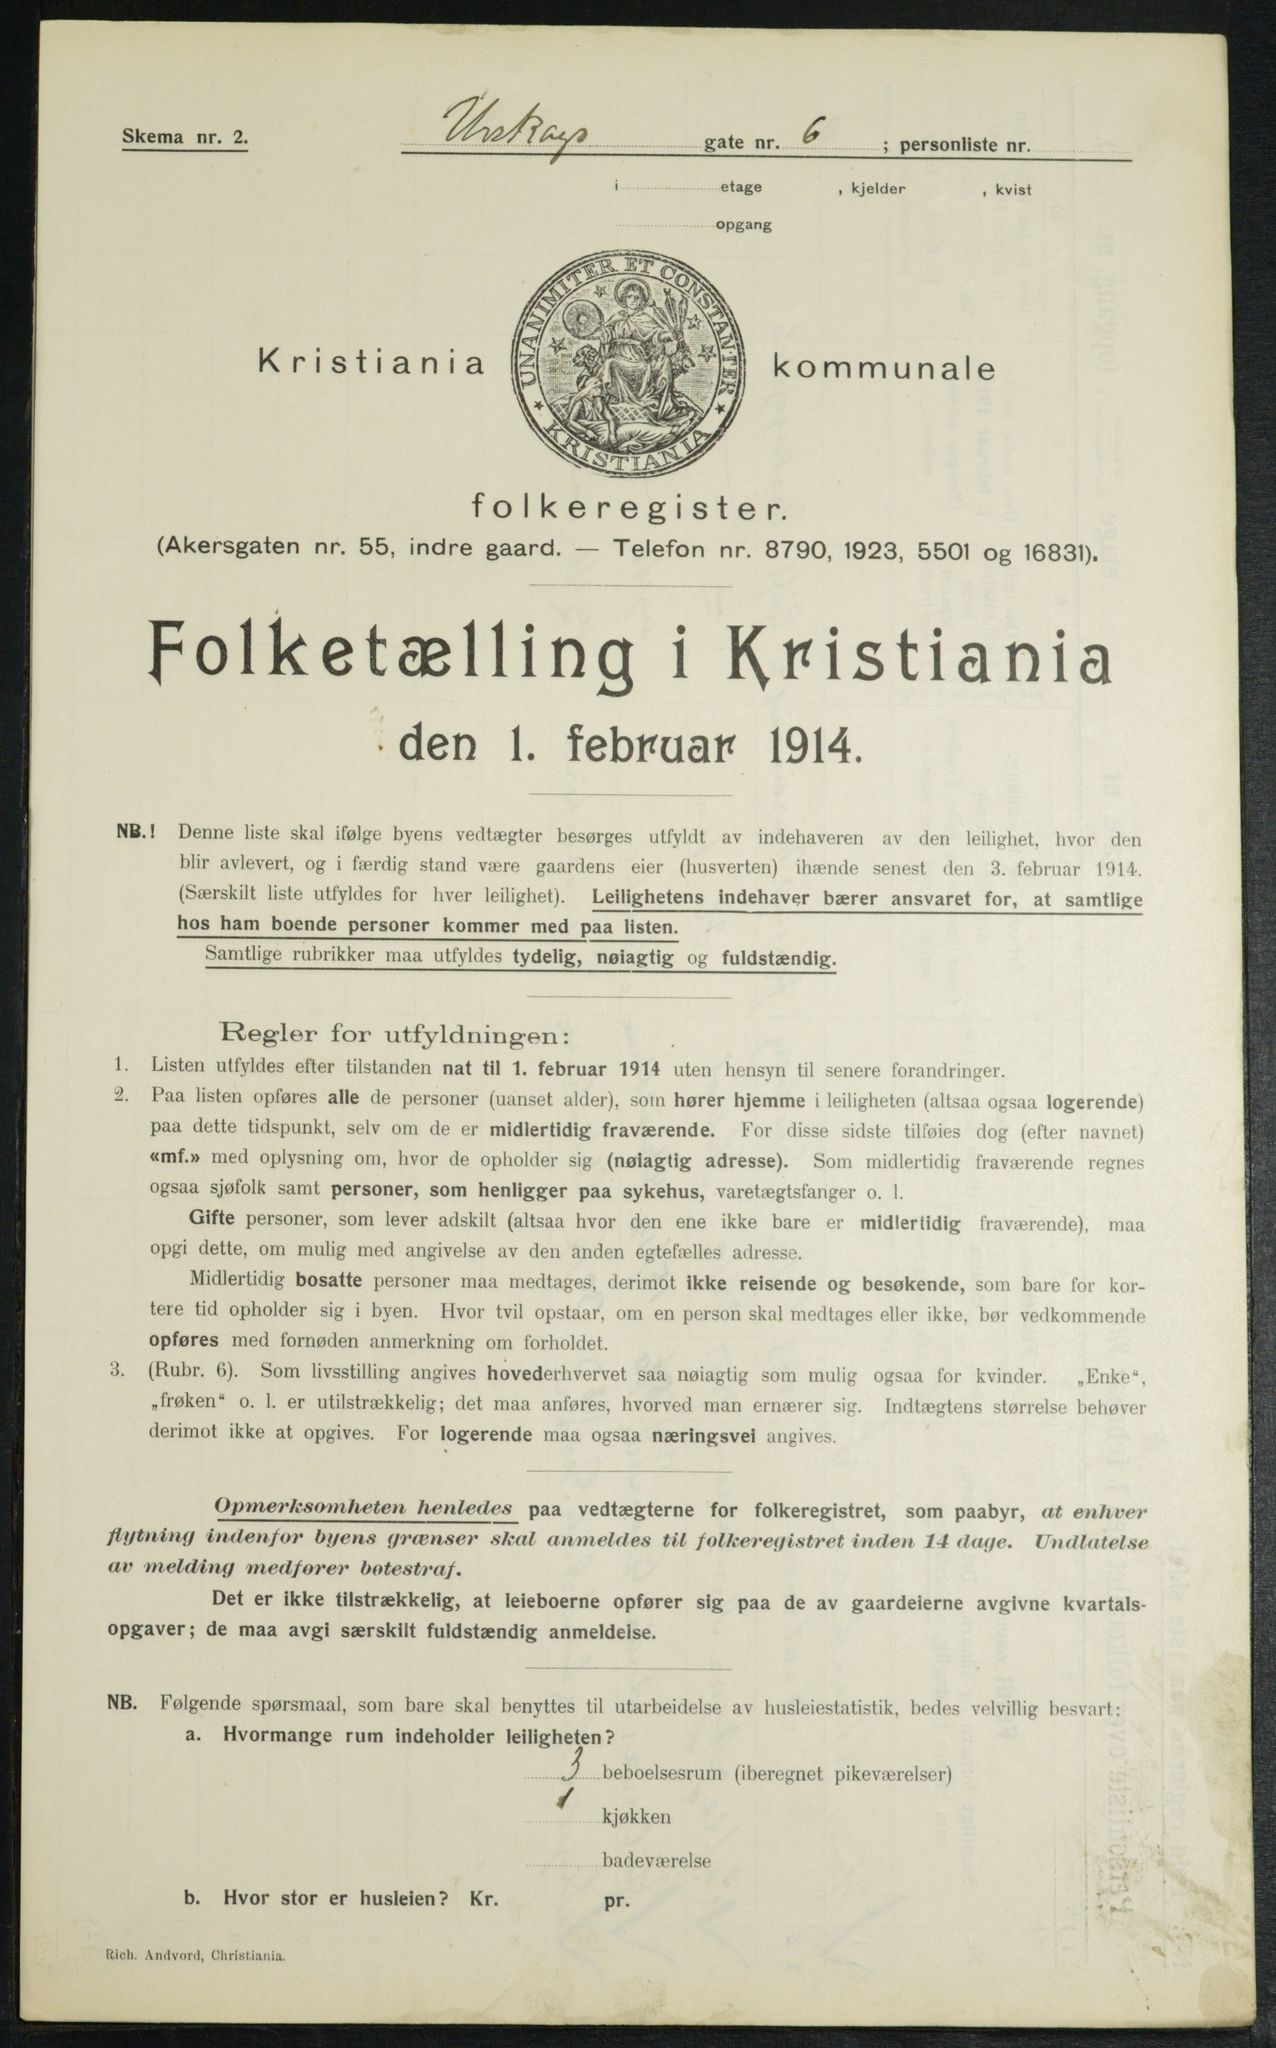 Skema nr. 2.
Urskogs gate nr. 6 ; personliste nr.
i etage , kjelder , kvist
opgang
UNANIMITER ET CONSTANTER
★ KRISTIANIA ★
Kristiania kommunale
folkeregister.
(Akersgaten nr. 55, indre gaard. — Telefon nr. 8790, 1923, 5501 og 16831).
Folketælling i Kristiania
den 1. februar 1914.
NB.! Denne liste skal ifølge byens vedtægter besørges utfyldt av indehaveren av den leilighet, hvor den
blir avlevert, og i færdig stand være gaardens eier (husverten) ihænde senest den 3. februar 1914.
(Særskilt liste utfyldes for hver leilighet). Leilighetens indehaver bærer ansvaret for, at samtlige
hos ham boende personer kommer med paa listen.
Samtlige rubrikker maa utfyldes tydelig, nøiagtig og fuldstændig.
Regler for utfyldningen:
1. Listen utfyldes efter tilstanden nat til 1. februar 1914 uten hensyn til senere forandringer.
2. Paa listen opføres alle de personer (uanset alder), som hører hjemme i leiligheten (altsaa ogsaa logerende)
paa dette tidspunkt, selv om de er midlertidig fraværende. For disse sidste tilføies dog (efter navnet)
«mf.» med oplysning om, hvor de opholder sig (nøiagtig adresse). Som midlertidig fraværende regnes
ogsaa sjøfolk samt personer, som henligger paa sykehus, varetægtsfanger o. l.
Gifte personer, som lever adskilt (altsaa hvor den ene ikke bare er midlertidig fraværende), maa
opgi dette, om mulig med angivelse av den anden egtefælles adresse.
Midlertidig bosatte personer maa medtages, derimot ikke reisende og besøkende, som bare for kor-
tere tid opholder sig i byen. Hvor tvil opstaar, om en person skal medtages eller ikke, bør vedkommende
opføres med fornøden anmerkning om forholdet.
3. (Rubr. 6). Som livsstilling angives hovederhvervet saa nøiagtig som mulig ogsaa for kvinder. „Enke“,
„frøken“ o. l. er utilstrækkelig; det maa anføres, hvorved man ernærer sig. Indtægtens størrelse behøver
derimot ikke at opgives. For logerende maa ogsaa næringsvei angives.
Opmerksomheten henledes paa vedtægterne for folkeregistret, som paabyr, at enhver
flytning indenfor byens grænser skal anmeldes til folkeregistret inden 14 dage. Undlatelse
av melding medfører bøtestraf.
Det er ikke tilstrækkelig, at leieboerne opfører sig paa de av gaardeierne avgivne kvartals-
opgaver; de maa avgi særskilt fuldstændig anmeldelse.
NB. Følgende spørsmaal, som bare skal benyttes til utarbeidelse av husleiestatistik, bedes velvillig besvart:
a. Hvormange rum indeholder leiligheten?
3 beboelsesrum (iberegnet pikeværelser)
1 kjøkken
badeværelse
b. Hvor stor er husleien? Kr. pr.
Rich. Andvord, Christiania.